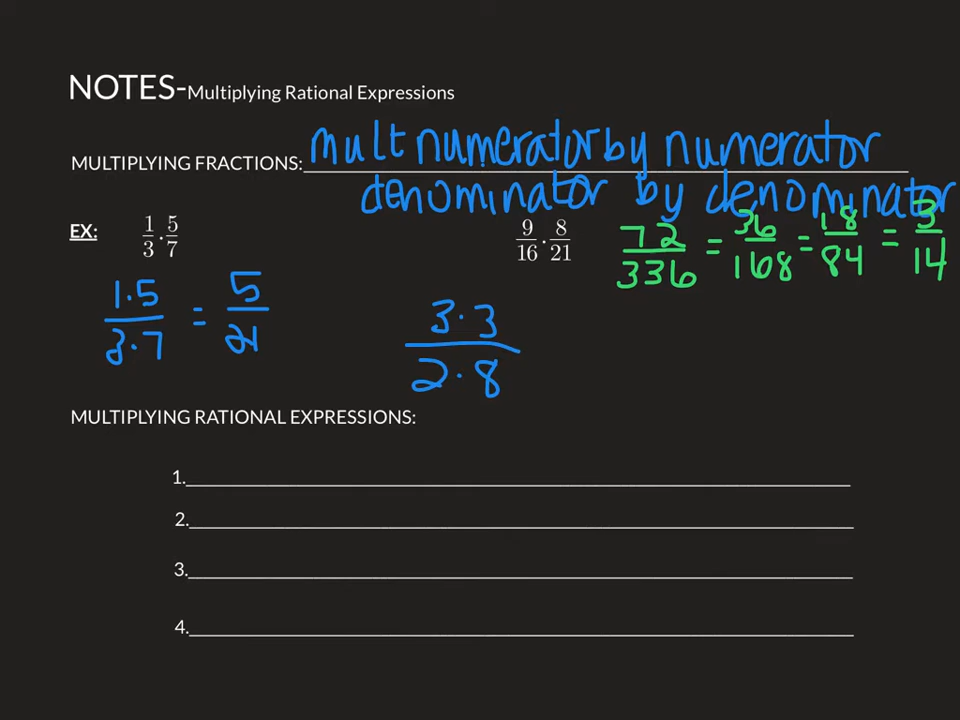 NOTES-Multiplying Rational Expressions
MULTIPLYING FRACTIONS: mult numerator by numerator
denominator by denominator
EX: 1/3 · 5/7 9/16 · 8/21 72/336 = 36/168 = 18/84 = 3/14
1·5/3·7 = 5/21 3·3/2·8
MULTIPLYING RATIONAL EXPRESSIONS:
1.
2.
3.
4.